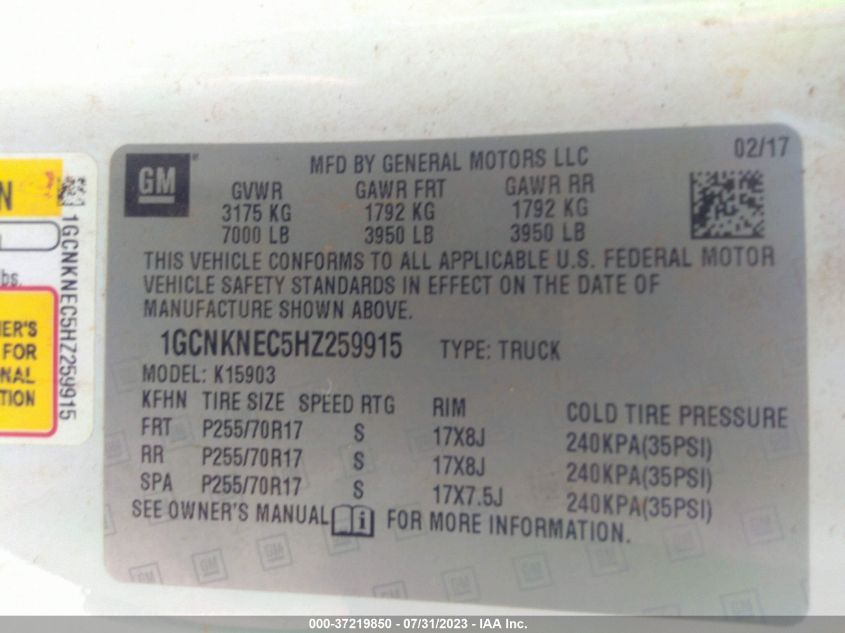 N
bs.
ER'S
FOR
NAL
TION
1GCNKNEC5HZ259915
GM
MFD BY GENERAL MOTORS LLC 02/17
GVWR GAWR FRT GAWR RR
3175 KG 1792 KG 1792 KG
7000 LB 3950 LB 3950 LB
THIS VEHICLE CONFORMS TO ALL APPLICABLE U.S. FEDERAL MOTOR
VEHICLE SAFETY STANDARDS IN EFFECT ON THE DATE OF
MANUFACTURE SHOWN ABOVE.
1GCNKNEC5HZ259915 TYPE: TRUCK
MODEL: K15903
KFHN TIRE SIZE SPEED RTG RIM COLD TIRE PRESSURE
FRT P255/70R17 S 17X8J 240KPA(35PSI)
RR P255/70R17 S 17X8J 240KPA(35PSI)
SPA P255/70R17 S 17X7.5J 240KPA(35PSI)
SEE OWNER'S MANUAL i FOR MORE INFORMATION.
000-37219850 / 07/31/2023 - IAA Inc.